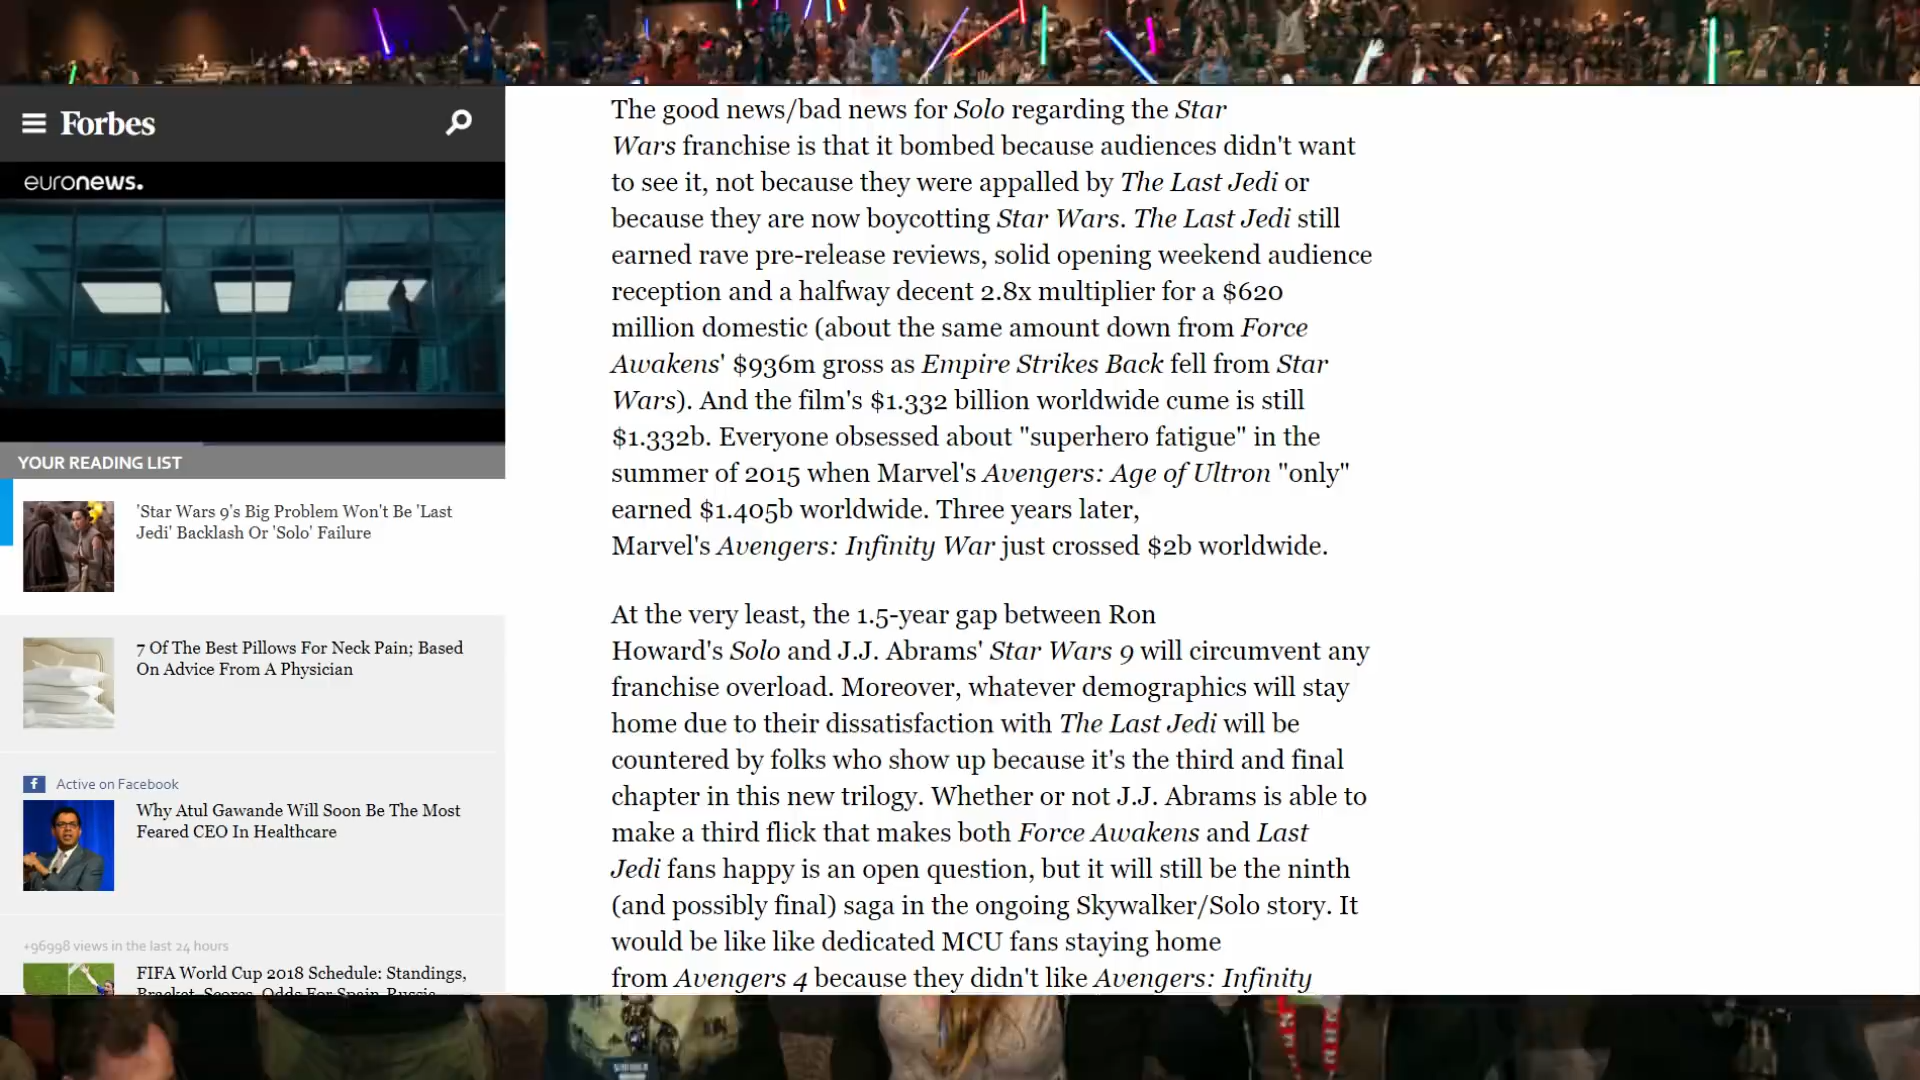 Forbes
euronews.
YOUR READING LIST
'Star Wars 9's Big Problem Won't Be 'Last
Jedi' Backlash Or 'Solo' Failure
7 Of The Best Pillows For Neck Pain; Based
On Advice From A Physician
f Active on Facebook
Why Atul Gawande Will Soon Be The Most
Feared CEO In Healthcare
+96998 views in the last 24 hours
FIFA World Cup 2018 Schedule: Standings,
Bracket, Scores, Odds For Spain-Russia
The good news/bad news for Solo regarding the Star
Wars franchise is that it bombed because audiences didn't want
to see it, not because they were appalled by The Last Jedi or
because they are now boycotting Star Wars. The Last Jedi still
earned rave pre-release reviews, solid opening weekend audience
reception and a halfway decent 2.8x multiplier for a $620
million domestic (about the same amount down from Force
Awakens' $936m gross as Empire Strikes Back fell from Star
Wars). And the film's $1.332 billion worldwide cume is still
$1.332b. Everyone obsessed about "superhero fatigue" in the
summer of 2015 when Marvel's Avengers: Age of Ultron "only"
earned $1.405b worldwide. Three years later,
Marvel's Avengers: Infinity War just crossed $2b worldwide.
At the very least, the 1.5-year gap between Ron
Howard's Solo and J.J. Abrams' Star Wars 9 will circumvent any
franchise overload. Moreover, whatever demographics will stay
home due to their dissatisfaction with The Last Jedi will be
countered by folks who show up because it's the third and final
chapter in this new trilogy. Whether or not J.J. Abrams is able to
make a third flick that makes both Force Awakens and Last
Jedi fans happy is an open question, but it will still be the ninth
(and possibly final) saga in the ongoing Skywalker/Solo story. It
would be like like dedicated MCU fans staying home
from Avengers 4 because they didn't like Avengers: Infinity